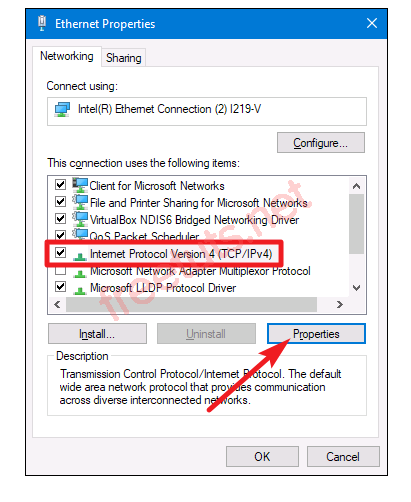 Ethernet Properties
Networking
Sharing
Connect using:
Intel(R) Ethernet Connection (2) I219-V
Configure...
This connection uses the following items:
Client for Microsoft Networks
File and Printer Sharing for Microsoft Networks
VirtualBox NDIS6 Bridged Networking Driver
QoS Packet Scheduler
Internet Protocol Version 4 (TCP/IPv4)
Microsoft Network Adapter Multiplexor Protocol
Microsoft LLDP Protocol Driver
Install...
Uninstall
Properties
Description
Transmission Control Protocol/Internet Protocol. The default
wide area network protocol that provides communication
across diverse interconnected networks.
OK
Cancel
freetuts.net